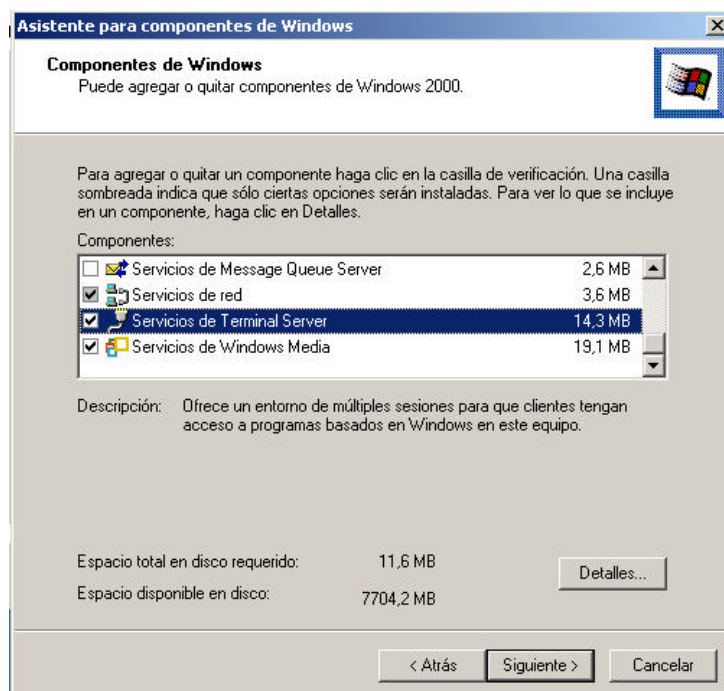 Asistente para componentes de Windows
Componentes de Windows
Puede agregar o quitar componentes de Windows 2000.
Para agregar o quitar un componente haga clic en la casilla de verificación. Una casilla
sombreada indica que sólo ciertas opciones serán instaladas. Para ver lo que se incluye
en un componente, haga clic en Detalles.
Componentes:
Servicios de Message Queue Server 2,6 MB
Servicios de red 3,6 MB
Servicios de Terminal Server 14,3 MB
Servicios de Windows Media 19,1 MB
Descripción: Ofrece un entorno de múltiples sesiones para que clientes tengan
acceso a programas basados en Windows en este equipo.
Espacio total en disco requerido: 11,6 MB
Espacio disponible en disco: 7704,2 MB
Detalles...
< Atrás Siguiente > Cancelar